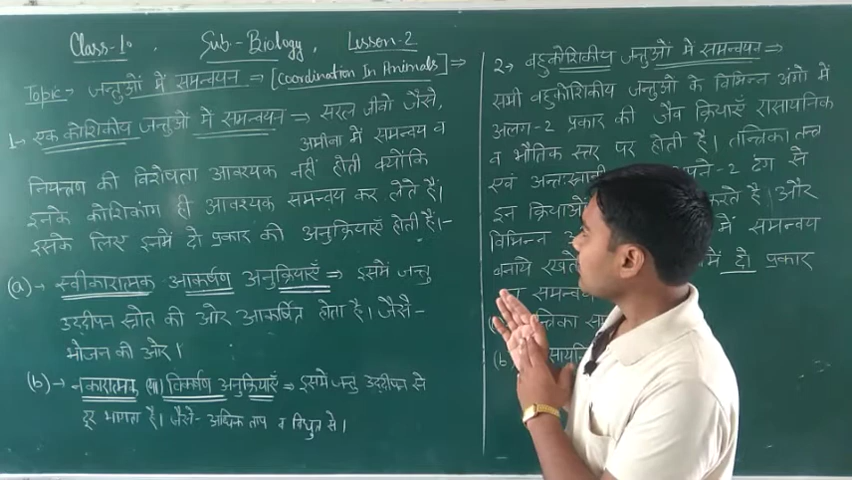 Class-10, Sub-Biology, Lesson-2
Topic→ जन्तुओं में समन्वयन ⇒ [Coordination In Animals] ⇒
1→ एक कोशिकीय जन्तुओं में समन्वयन ⇒ सरल जीवो जैसे,
अमीबा में समन्वय व
नियन्त्रण की विशेषता आवश्यक नहीं होती क्योंकि
इनके कोशिकांग ही आवश्यक समन्वय कर लेते हैं।
इसके लिए इनमें दो प्रकार की अनुक्रियाएँ होती हैं।-
(a)→ स्वीकारात्मक आकर्षण अनुक्रियाएँ ⇒ इसमें जन्तु
उद्दीपन स्रोत की ओर आकर्षित होता है। जैसे-
भोजन की ओर।
(b)→ नकारात्मक (या) विकर्षण अनुक्रियाएँ ⇒ इसमें जन्तु उद्दीपन से
दूर भागता है। जैसे- अधिक ताप व विधुत से।
2→ बहुकोशिकीय जन्तुओं में समन्वयन ⇒
सभी बहुकोशिकीय जन्तुओं के विभिन्न अंगो में
अलग-2 प्रकार की जैव क्रियाएँ रासायनिक
व भौतिक स्तर पर होती हैं। तन्त्रिका तन्त्र
एवं अपने-2 ढंग से
इन क्रियाओं करते है और
विभिन्न में समन्वय
बनाये रखते दो प्रकार
समन्वय
(b)